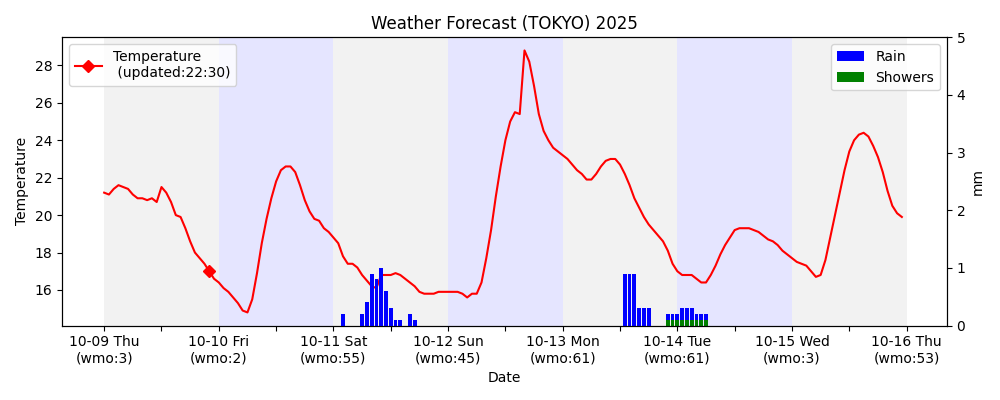 Weather Forecast (TOKYO) 2025
Temperature
(updated:22:30)
Rain
Showers
28
26
24
22
20
18
16
Temperature
5
4
3
2
1
0
mm
10-09 Thu
(wmo:3)
10-10 Fri
(wmo:2)
10-11 Sat
(wmo:55)
10-12 Sun
(wmo:45)
10-13 Mon
(wmo:61)
10-14 Tue
(wmo:61)
10-15 Wed
(wmo:3)
10-16 Thu
(wmo:53)
Date